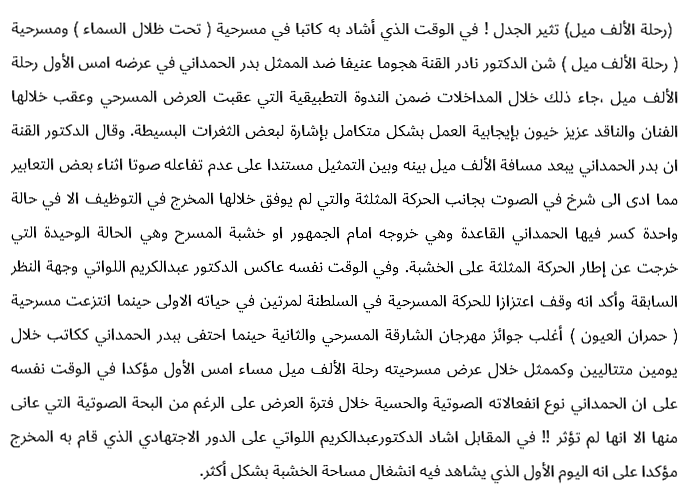 (رحلة الألف ميل) تثير الجدل ! في الوقت الذي أشاد به كاتبا في مسرحية ( تحت ظلال السماء ) ومسرحية
( رحلة الألف ميل ) شن الدكتور نادر القنة هجوما عنيفا ضد الممثل بدر الحمداني في عرضه امس الأول رحلة
الألف ميل ،جاء ذلك خلال المداخلات ضمن الندوة التطبيقية التي عقبت العرض المسرحي وعقب خلالها
الفنان والناقد عزيز خيون بإيجابية العمل بشكل متكامل بإشارة لبعض الثغرات البسيطة. وقال الدكتور القنة
ان بدر الحمداني يبعد مسافة الألف ميل بينه وبين التمثيل مستندا على عدم تفاعله صوتا اثناء بعض التعابير
مما ادى الى شرخ في الصوت بجانب الحركة المثلثة والتي لم يوفق خلالها المخرج في التوظيف الا في حالة
واحدة كسر فيها الحمداني القاعدة وهي خروجه امام الجمهور او خشبة المسرح وهي الحالة الوحيدة التي
خرجت عن إطار الحركة المثلثة على الخشبة. وفي الوقت نفسه عاكس الدكتور عبدالكريم اللواتي وجهة النظر
السابقة وأكد انه وقف اعتزازا للحركة المسرحية في السلطنة لمرتين في حياته الاولى حينما انتزعت مسرحية
( حمران العيون ) أغلب جوائز مهرجان الشارقة المسرحي والثانية حينما احتفى ببدر الحمداني ككاتب خلال
يومين متتاليين وكممثل خلال عرض مسرحيته رحلة الألف ميل مساء امس الأول مؤكدا في الوقت نفسه
على ان الحمداني نوع انفعالاته الصوتية والحسية خلال فترة العرض على الرغم من البحة الصوتية التي عانى
منها الا انها لم تؤثر !! في المقابل اشاد الدكتورعبدالكريم اللواتي على الدور الاجتهادي الذي قام به المخرج
مؤكدا على انه اليوم الأول الذي يشاهد فيه انشغال مساحة الخشبة بشكل أكثر.